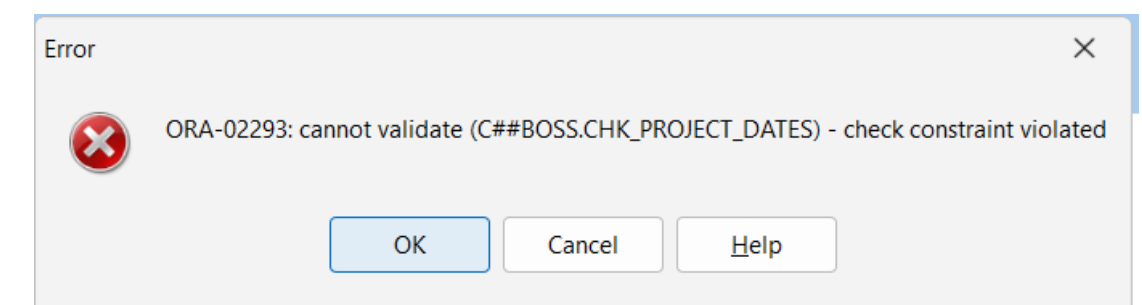 Error
ORA-02293: cannot validate (C##BOSS.CHK_PROJECT_DATES) - check constraint violated
OK
Cancel
Help